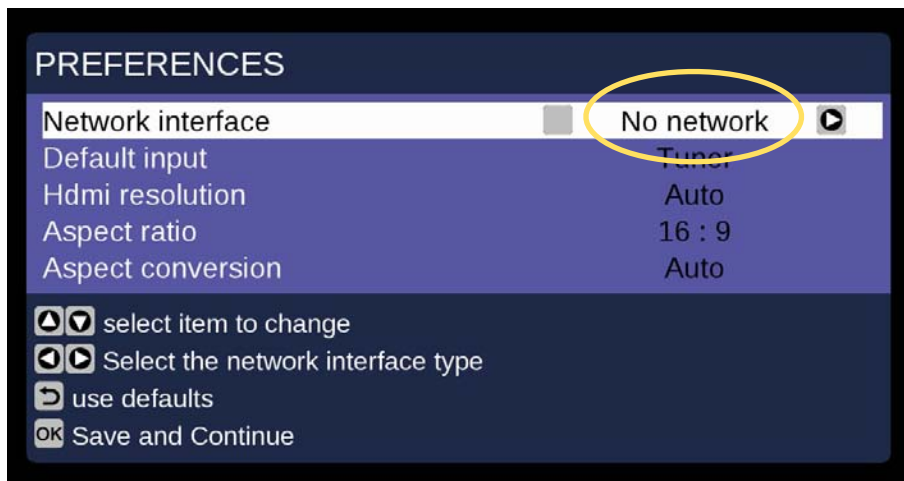 PREFERENCES
Network interface No network
Default input Tuner
Hdmi resolution Auto
Aspect ratio 16 : 9
Aspect conversion Auto
select item to change
Select the network interface type
use defaults
OK Save and Continue